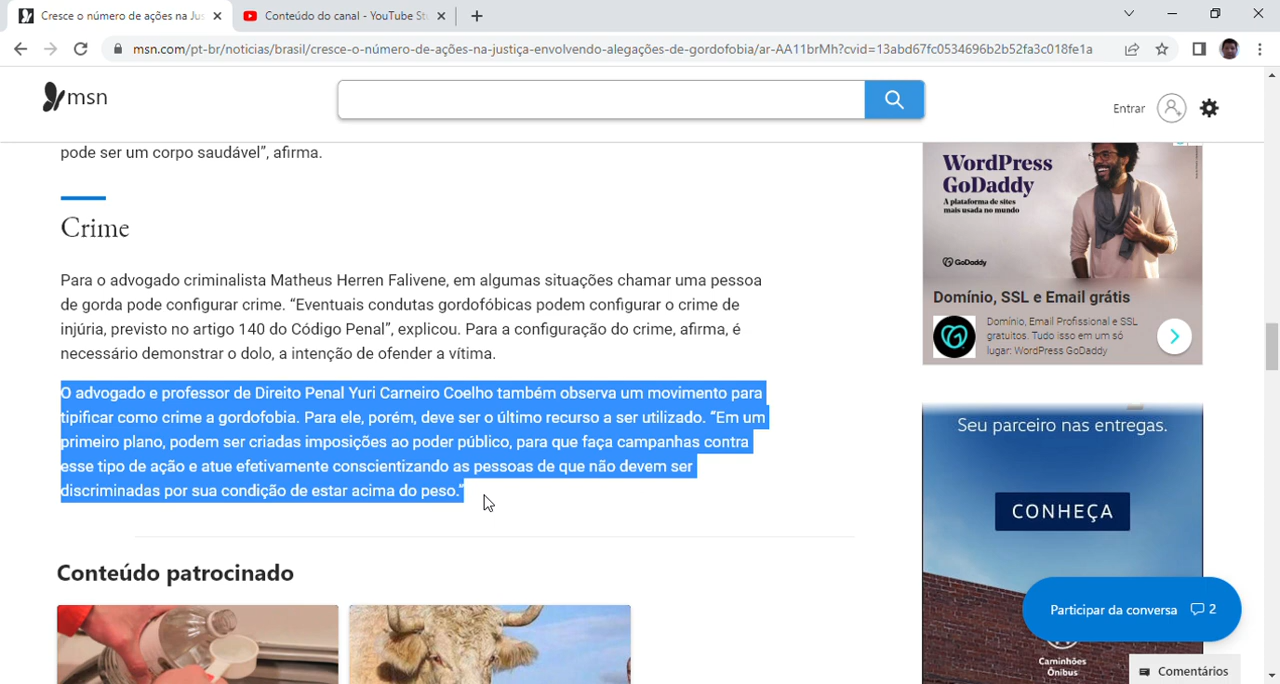 Cresce o número de ações na Jus
Conteúdo do canal - YouTube St
msn.com/pt-br/noticias/brasil/cresce-o-número-de-ações-na-justiça-envolvendo-alegações-de-gordofobia/ar-AA11brMh?cvid=13abd67fc0534696b2b52fa3c018fe1a
msn
Entrar
pode ser um corpo saudável”, afirma.
Crime
Para o advogado criminalista Matheus Herren Falivene, em algumas situações chamar uma pessoa
de gorda pode configurar crime. “Eventuais condutas gordofóbicas podem configurar o crime de
injúria, previsto no artigo 140 do Código Penal”, explicou. Para a configuração do crime, afirma, é
necessário demonstrar o dolo, a intenção de ofender a vítima.
O advogado e professor de Direito Penal Yuri Carneiro Coelho também observa um movimento para
tipificar como crime a gordofobia. Para ele, porém, deve ser o último recurso a ser utilizado. “Em um
primeiro plano, podem ser criadas imposições ao poder público, para que faça campanhas contra
esse tipo de ação e atue efetivamente conscientizando as pessoas de que não devem ser
discriminadas por sua condição de estar acima do peso.”
Conteúdo patrocinado
WordPress
GoDaddy
A plataforma de sites
mais usada no mundo
GoDaddy
Domínio, SSL e Email grátis
Domínio, Email Profissional e SSL
gratuitos. Tudo isso em um só
lugar: WordPress GoDaddy
Seu parceiro nas entregas.
CONHEÇA
Participar da conversa 2
Caminhões
Ônibus
Comentários